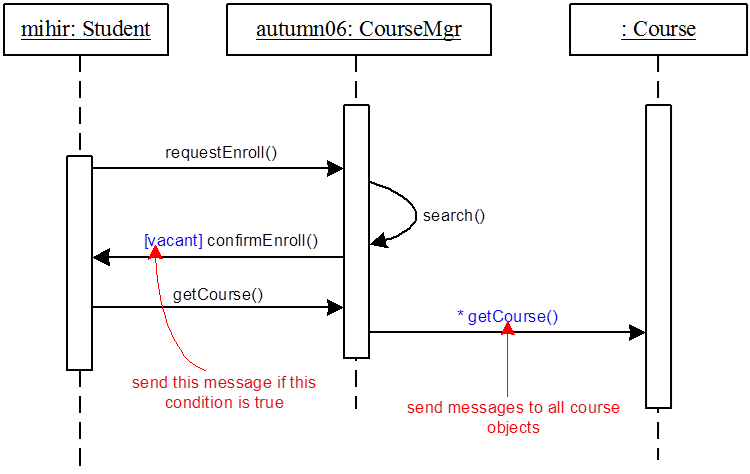 mihir: Student
autumn06: CourseMgr
: Course
requestEnroll()
search()
[vacant] confirmEnroll()
getCourse()
* getCourse()
send this message if this
condition is true
send messages to all course
objects